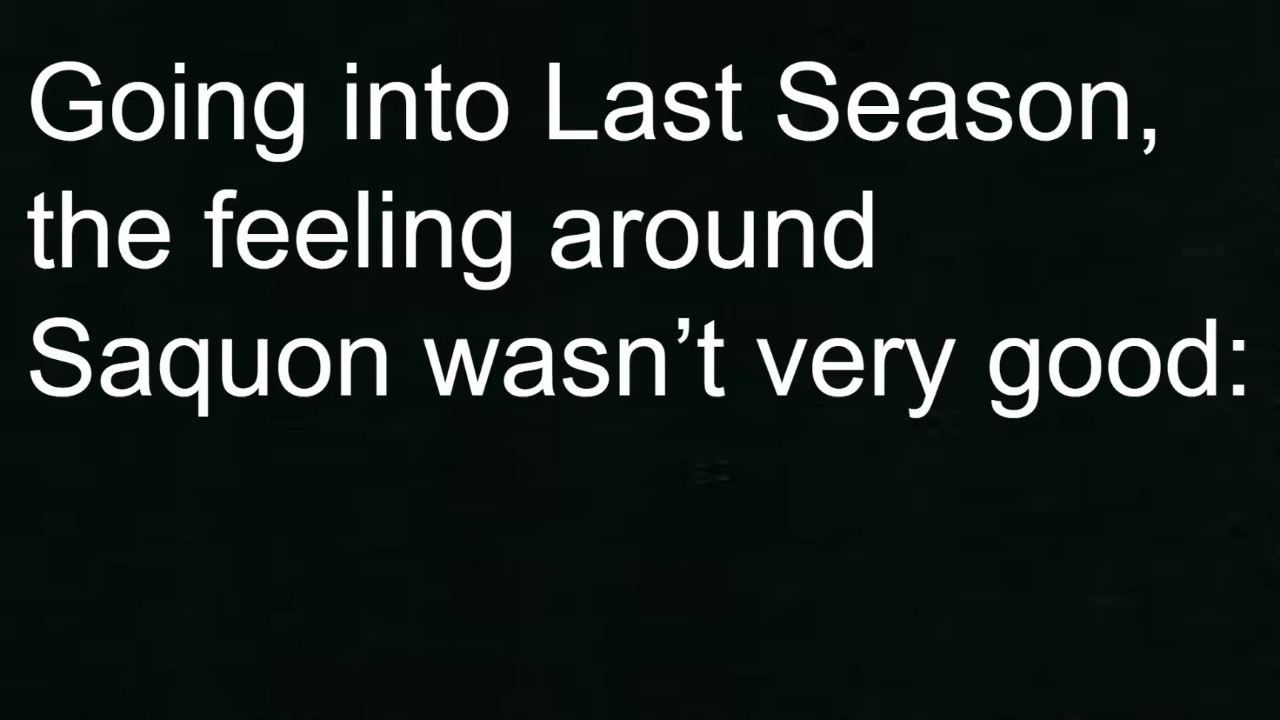 Going into Last Season,
the feeling around
Saquon wasn’t very good: